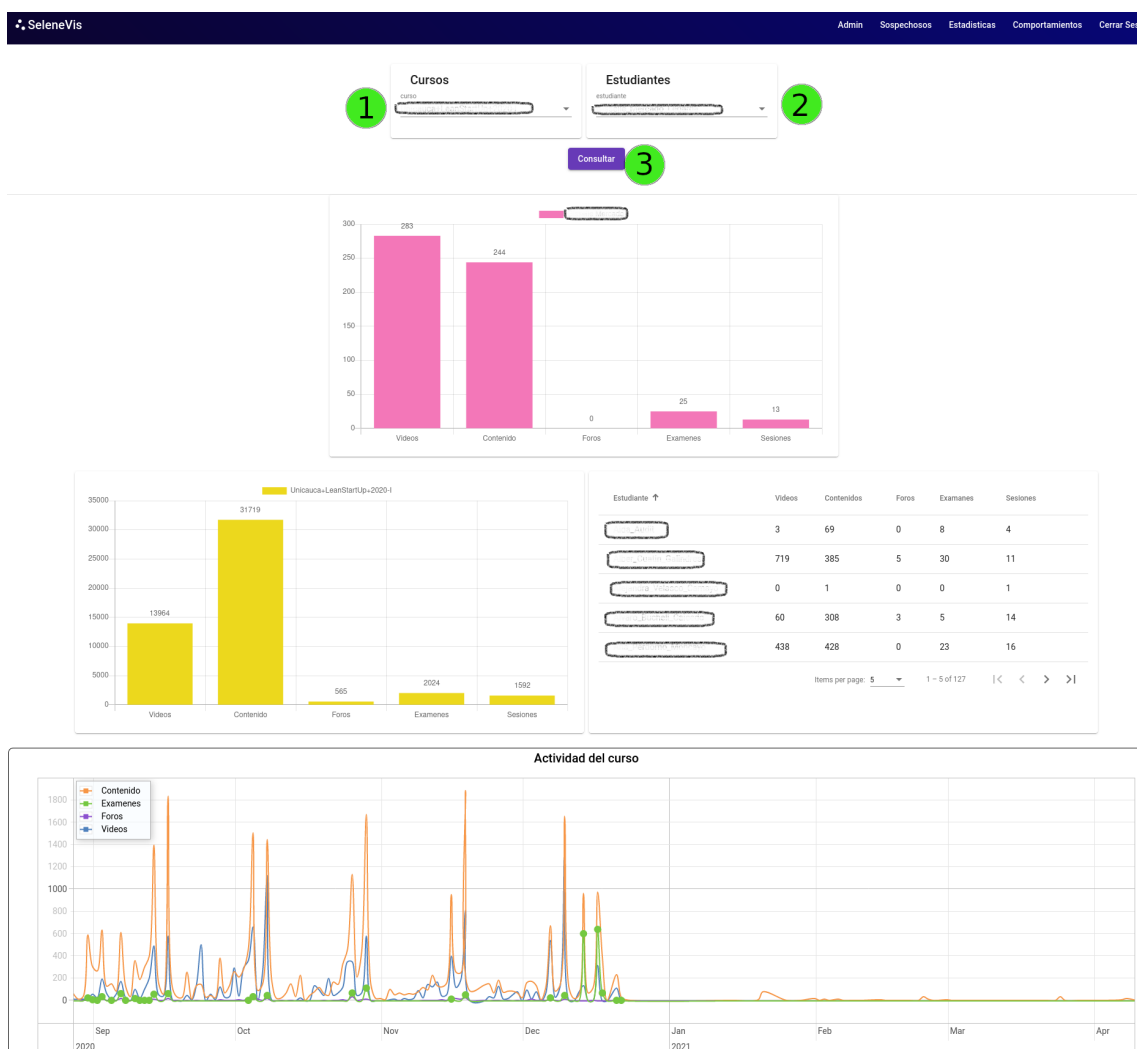 SeleneVis Admin Sospechosos Estadísticas Comportamientos Cerrar Ses
Cursos Estudiantes
curso estudiante
1 2
Consultar 3
300
250
200
150
100
50
0
283 244 0 25 13
Videos Contenido Foros Examenes Sesiones
Unicauca+LeanStartUp+2020-I
35000
30000
25000
20000
15000
10000
5000
0
13964 31719 565 2024 1592
Videos Contenido Foros Examenes Sesiones
Estudiante Videos Contenidos Foros Examanes Sesiones
3 69 0 8 4
719 385 5 30 11
0 1 0 0 1
60 308 3 5 14
438 428 0 23 16
Items per page: 5 1 – 5 of 127
Actividad del curso
Contenido
Examenes
Foros
Videos
1800
1600
1400
1200
1000
800
600
400
200
0
Sep Oct Nov Dec Jan Feb Mar Apr
2020 2021